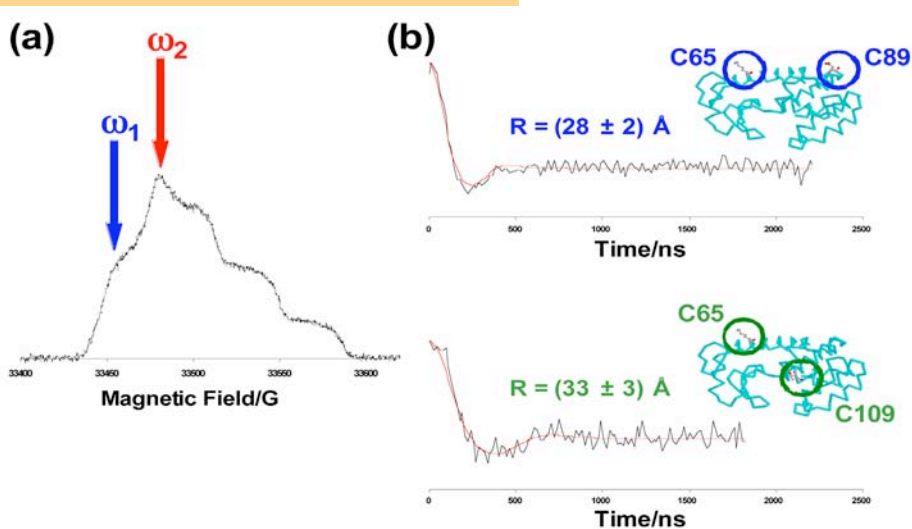 (a)
ω2
ω1
33400 33450 33500 33550 33600
Magnetic Field/G
(b)
C65 C89
R = (28 ± 2) Å
0 500 1000 1500 2000 2500
Time/ns
C65
R = (33 ± 3) Å
C109
0 500 1000 1500 2000 2500
Time/ns